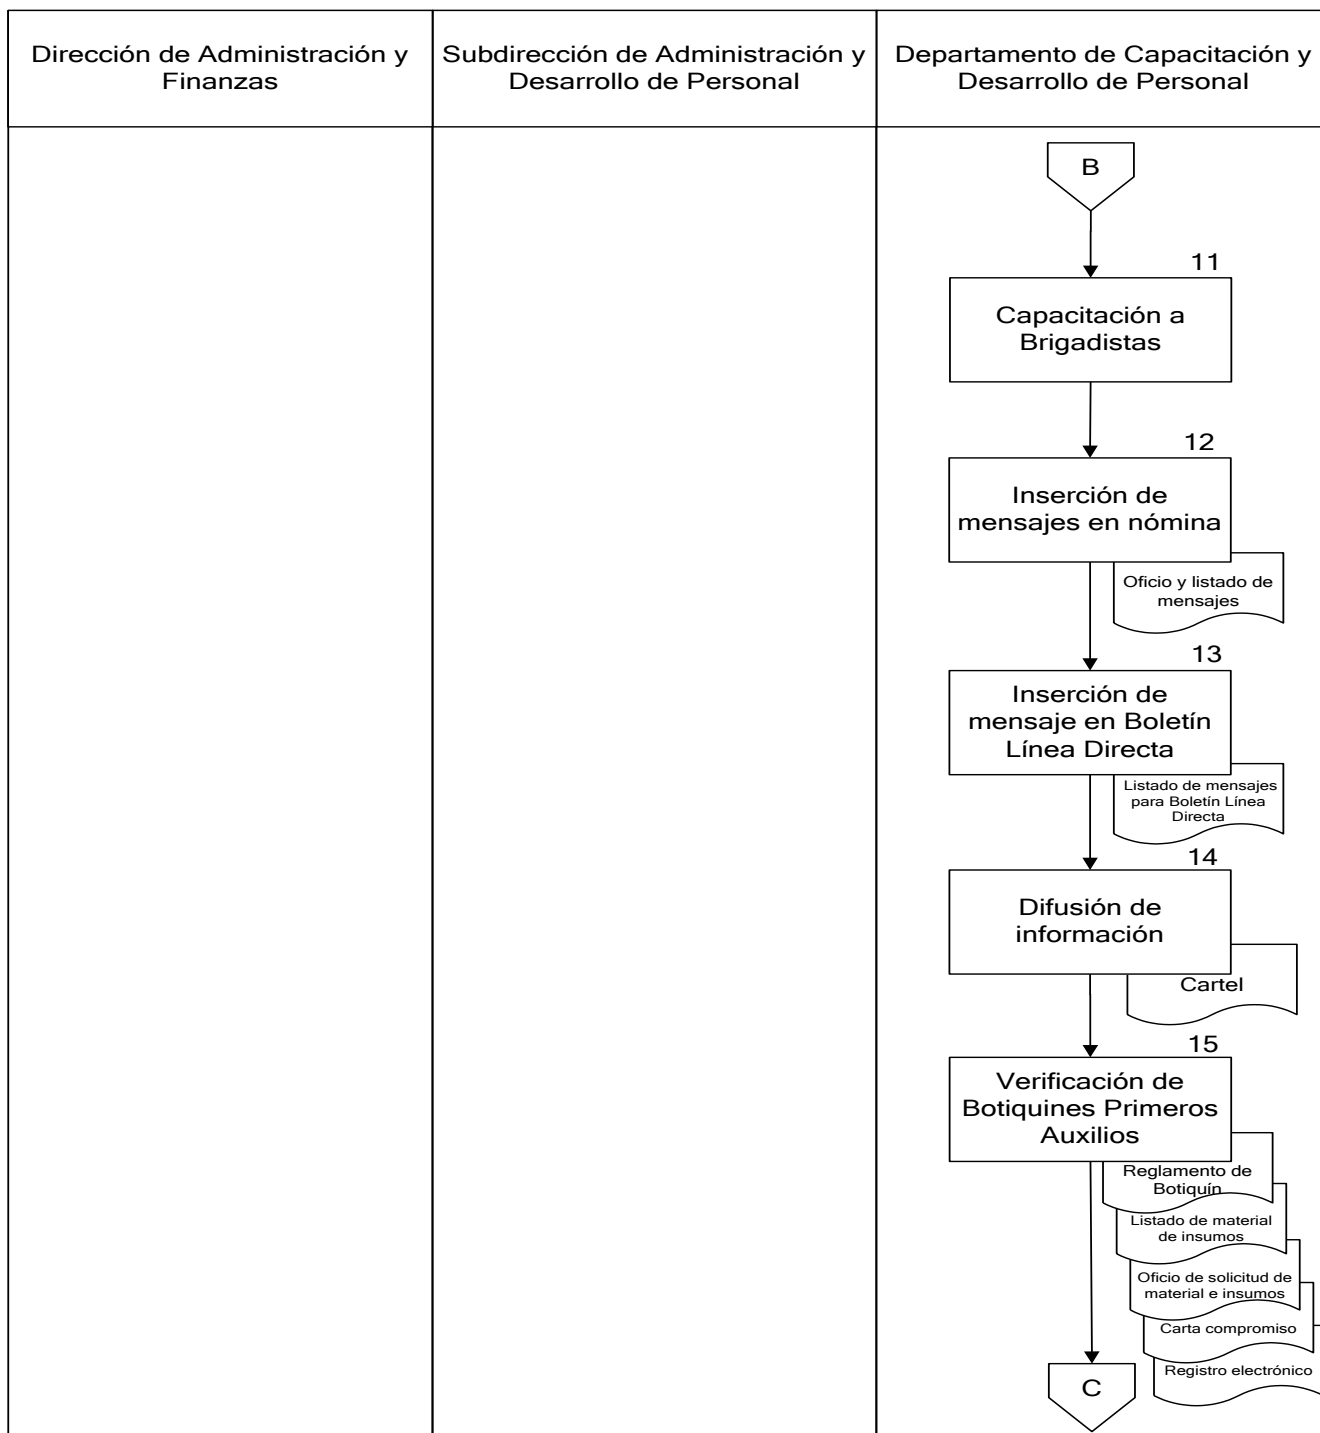 Dirección de Administración y
Finanzas
Subdirección de Administración y
Desarrollo de Personal
Departamento de Capacitación y
Desarrollo de Personal
B
11
Capacitación a
Brigadistas
12
Inserción de
mensajes en nómina
Oficio y listado de
mensajes
13
Inserción de
mensaje en Boletín
Línea Directa
Listado de mensajes
para Boletín Línea
Directa
14
Difusión de
información
Cartel
15
Verificación de
Botiquines Primeros
Auxilios
Reglamento de
Botiquín
Listado de material
de insumos
Oficio de solicitud de
material e insumos
Carta compromiso
Registro electrónico
C